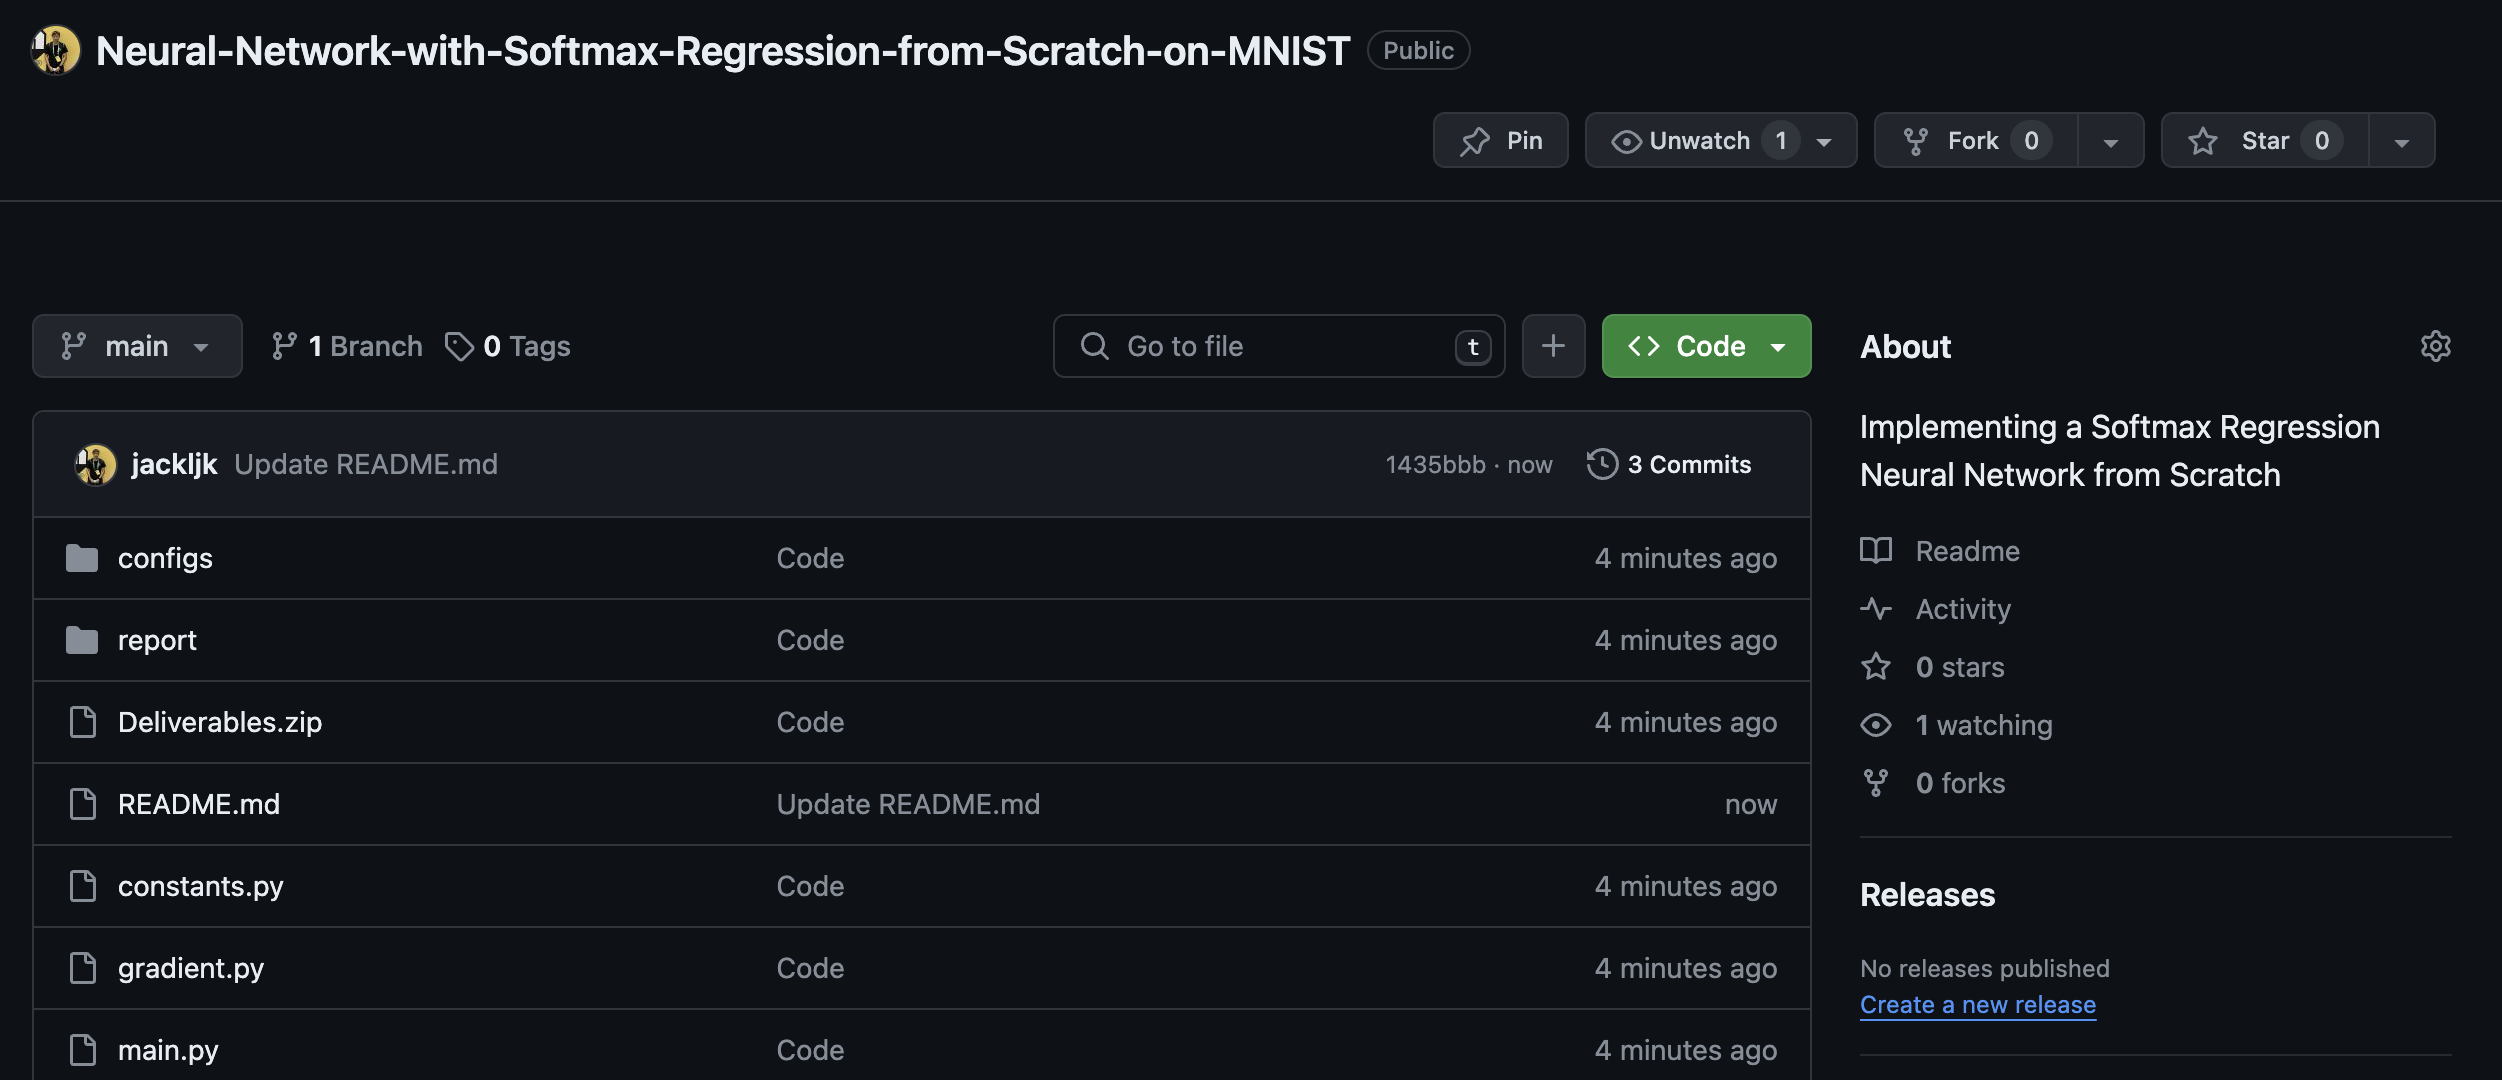 Neural-Network-with-Softmax-Regression-from-Scratch-on-MNIST Public
Pin Unwatch 1 Fork 0 Star 0
main 1 Branch 0 Tags Go to file t Code
About
Implementing a Softmax Regression
Neural Network from Scratch
Readme
Activity
0 stars
1 watching
0 forks
Releases
No releases published
Create a new release
jackljk Update README.md 1435bbb · now 3 Commits
configs Code 4 minutes ago
report Code 4 minutes ago
Deliverables.zip Code 4 minutes ago
README.md Update README.md now
constants.py Code 4 minutes ago
gradient.py Code 4 minutes ago
main.py Code 4 minutes ago